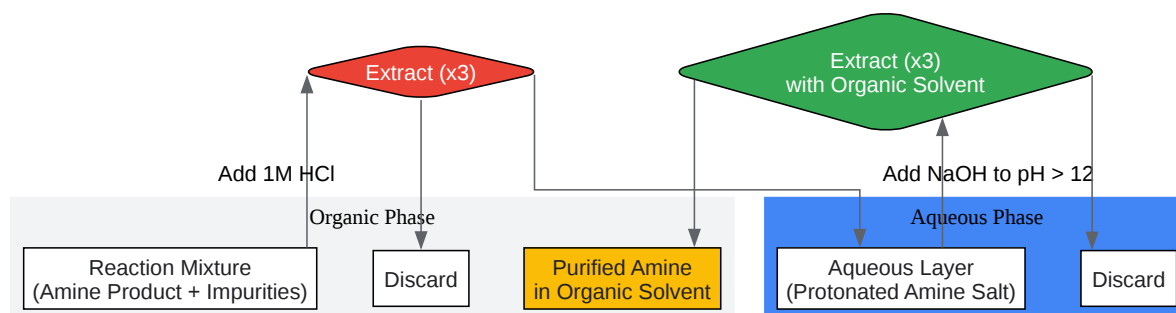 Extract (x3)
Extract (x3)
with Organic Solvent
Add 1M HCl
Add NaOH to pH > 12
Organic Phase
Aqueous Phase
Reaction Mixture
(Amine Product + Impurities)
Discard
Purified Amine
in Organic Solvent
Aqueous Layer
(Protonated Amine Salt)
Discard